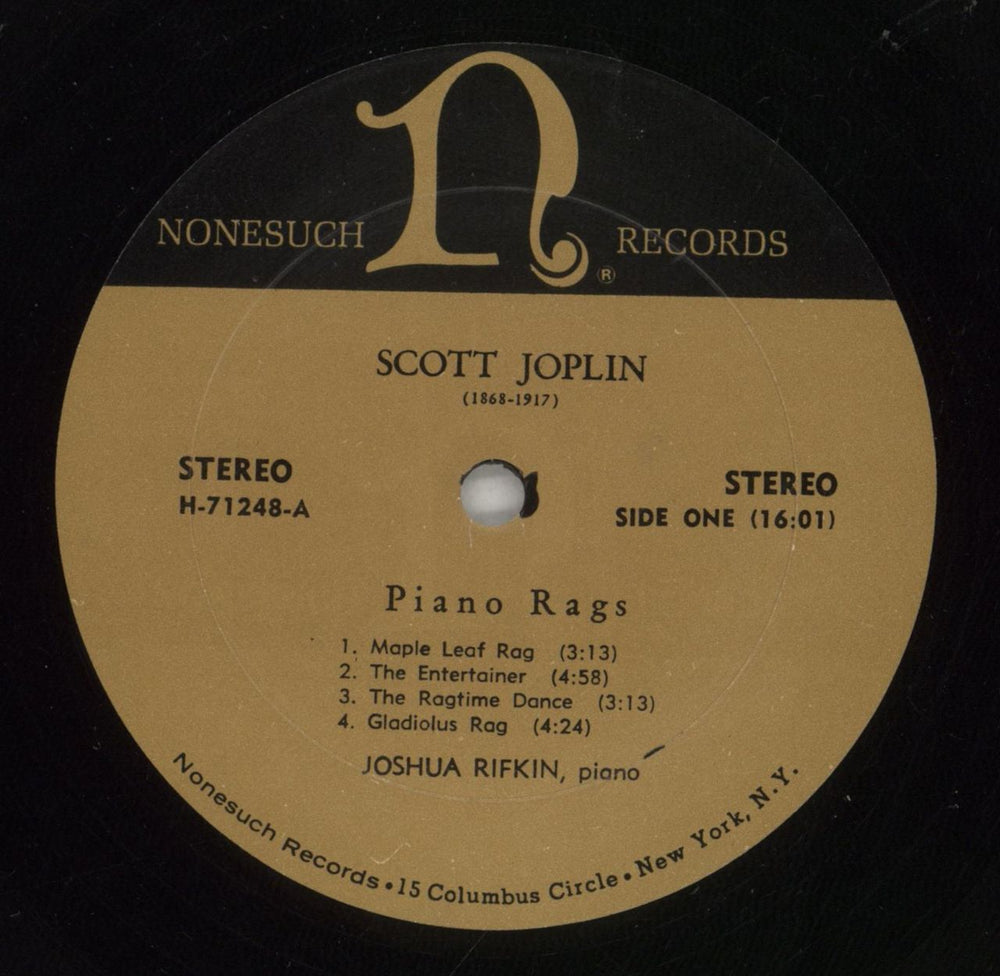 n
NONESUCH RECORDS
®
SCOTT JOPLIN
(1868-1917)
STEREO
H-71248-A
STEREO
SIDE ONE (16:01)
Piano Rags
1. Maple Leaf Rag (3:13)
2. The Entertainer (4:58)
3. The Ragtime Dance (3:13)
4. Gladiolus Rag (4:24)
JOSHUA RIFKIN, piano
Nonesuch Records • 15 Columbus Circle • New York, N.Y.